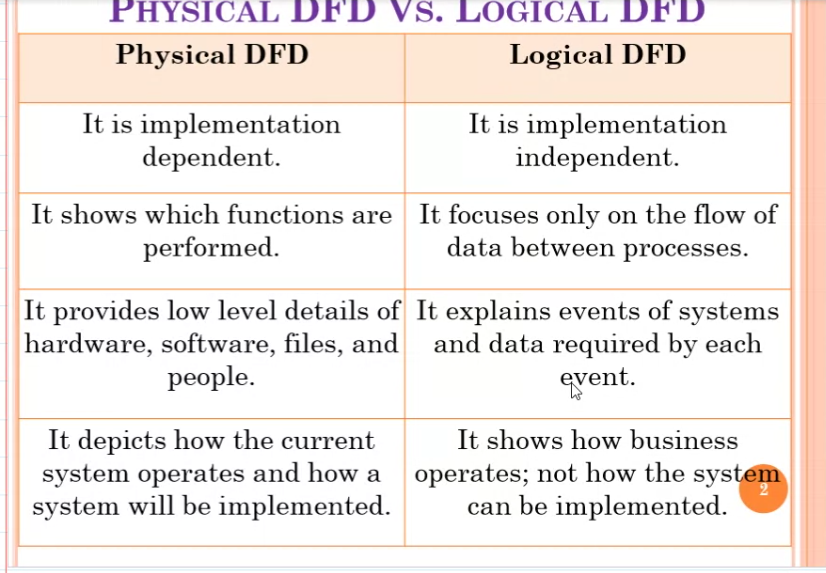 PHYSICAL DFD VS. LOGICAL DFD
Physical DFD
Logical DFD
It is implementation
dependent.
It is implementation
independent.
It shows which functions are
performed.
It focuses only on the flow of
data between processes.
It provides low level details of
hardware, software, files, and
people.
It explains events of systems
and data required by each
event.
It depicts how the current
system operates and how a
system will be implemented.
It shows how business
operates; not how the system
can be implemented.
2